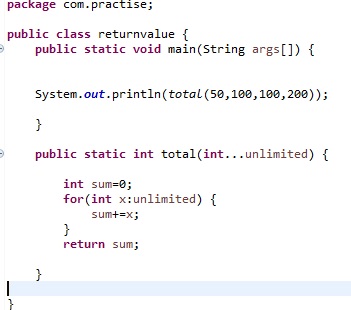 package com.practise;
public class returnvalue {
public static void main(String args[]) {
System.out.println(total(50,100,100,200));
}
public static int total(int...unlimited) {
int sum=0;
for(int x:unlimited) {
sum+=x;
}
return sum;
}
}